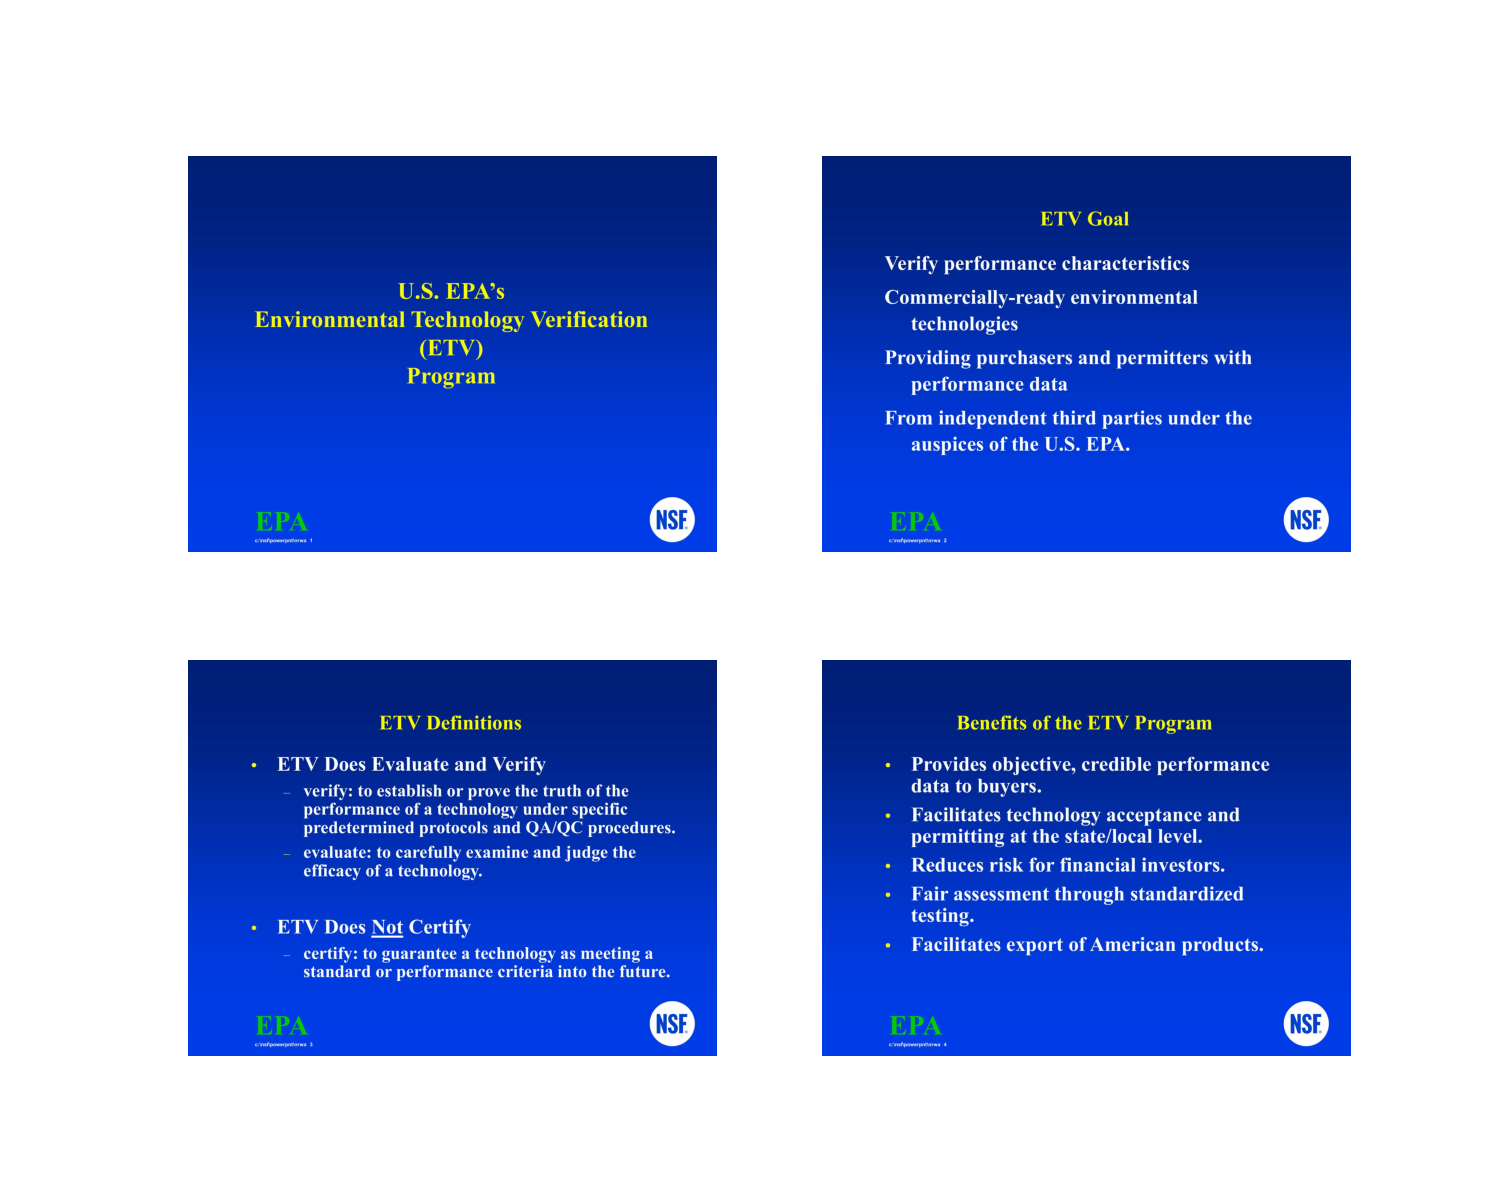 U.S. EPA’s
Environmental Technology Verification
(ETV)
Program
EPA
c:\nsf\powerpnt\nrwa 1
NSF
ETV Goal
Verify performance characteristics
Commercially-ready environmental
technologies
Providing purchasers and permitters with
performance data
From independent third parties under the
auspices of the U.S. EPA.
EPA
c:\nsf\powerpnt\nrwa 2
NSF
ETV Definitions
• ETV Does Evaluate and Verify
– verify: to establish or prove the truth of the
performance of a technology under specific
predetermined protocols and QA/QC procedures.
– evaluate: to carefully examine and judge the
efficacy of a technology.
• ETV Does Not Certify
– certify: to guarantee a technology as meeting a
standard or performance criteria into the future.
EPA
c:\nsf\powerpnt\nrwa 3
NSF
Benefits of the ETV Program
• Provides objective, credible performance
data to buyers.
• Facilitates technology acceptance and
permitting at the state/local level.
• Reduces risk for financial investors.
• Fair assessment through standardized
testing.
• Facilitates export of American products.
EPA
c:\nsf\powerpnt\nrwa 4
NSF